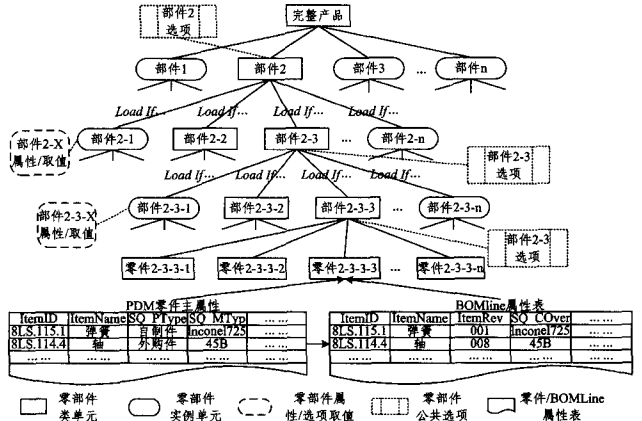 完整产品
部件2
选项
部件1 部件2 部件3 … 部件n
Load If… Load If… Load If… Load If…
部件2-X
属性/取值
部件2-1 部件2-2 部件2-3 … 部件2-n
部件2-3
选项
Load If… Load If… Load If… Load If…
部件2-3-X
属性/取值
部件2-3-1 部件2-3-2 部件2-3-3 … 部件2-3-n
部件2-3
选项
零件2-3-3-1 零件2-3-3-2 零件2-3-3-3 … 零件2-3-3-n
PDM零件主属性 BOMline属性表
ItemID ItemName SQ_PType SQ_MTyp ……
8LS.115.1 弹簧 自制件 Inconel725 ……
8LS.114.4 轴 外购件 45B ……
…… …… …… …… ……
ItemID ItemName ItemRev SQ_COver ……
8LS.115.1 弹簧 001 Inconel725 ……
8LS.114.4 轴 008 45B ……
…… …… …… …… ……
零部件
类单元
零部件
实例单元
零部件属
性/选项取值
零部件
公共选项
零件/BOMLine
属性表